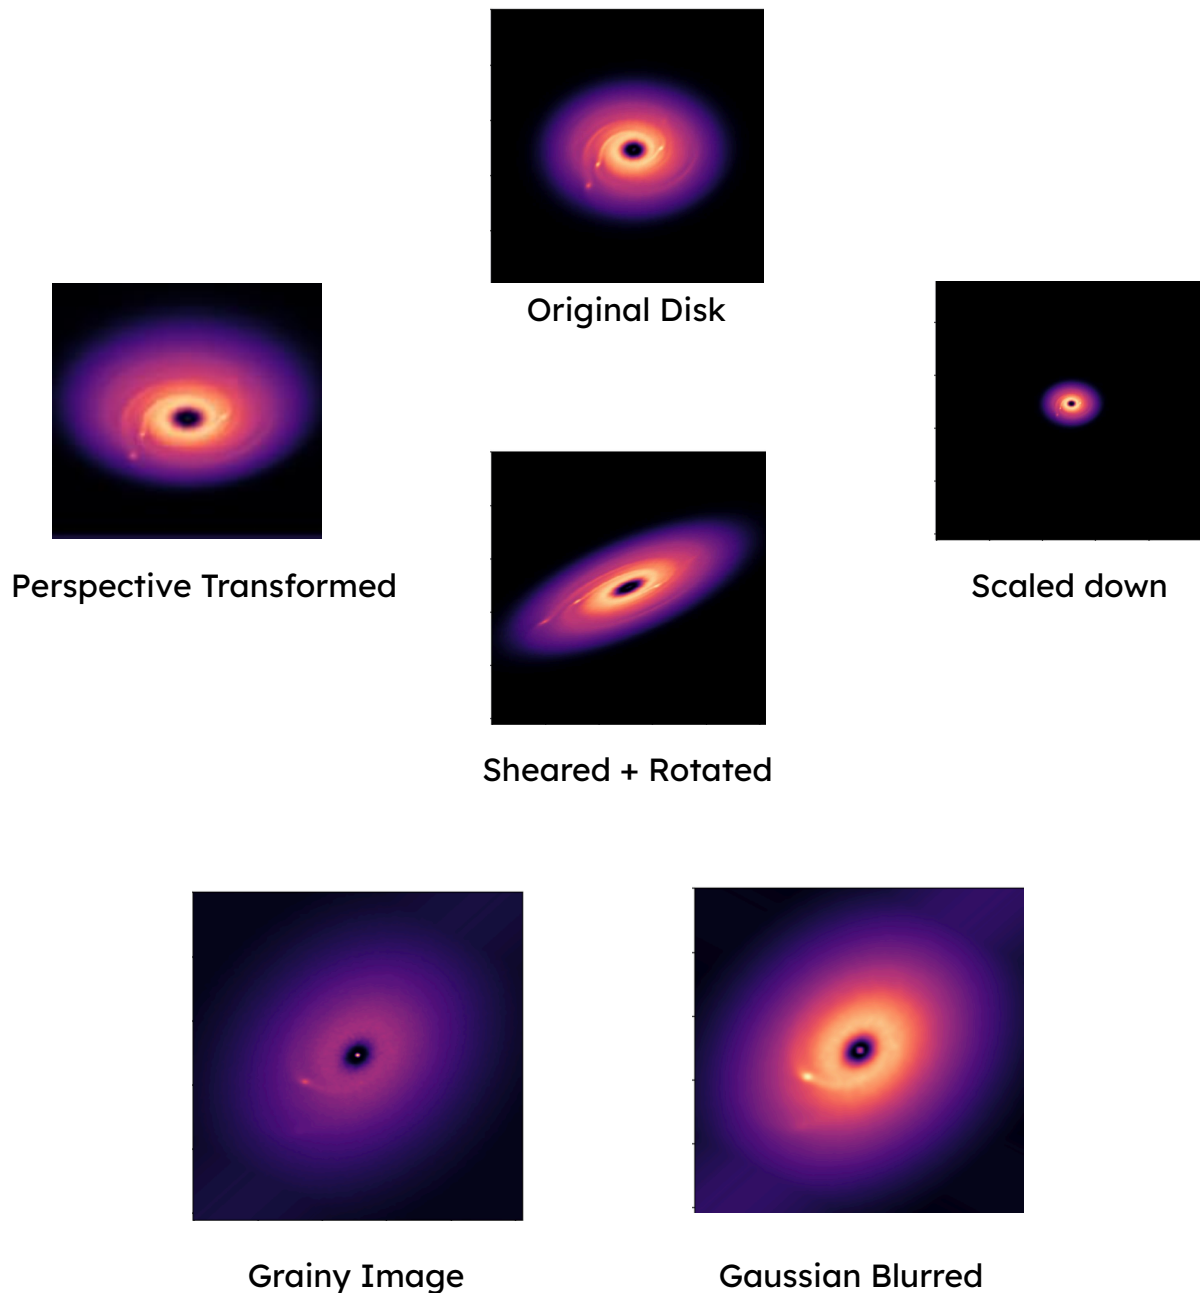 Original Disk
Perspective Transformed
Scaled down
Sheared + Rotated
Grainy Image
Gaussian Blurred